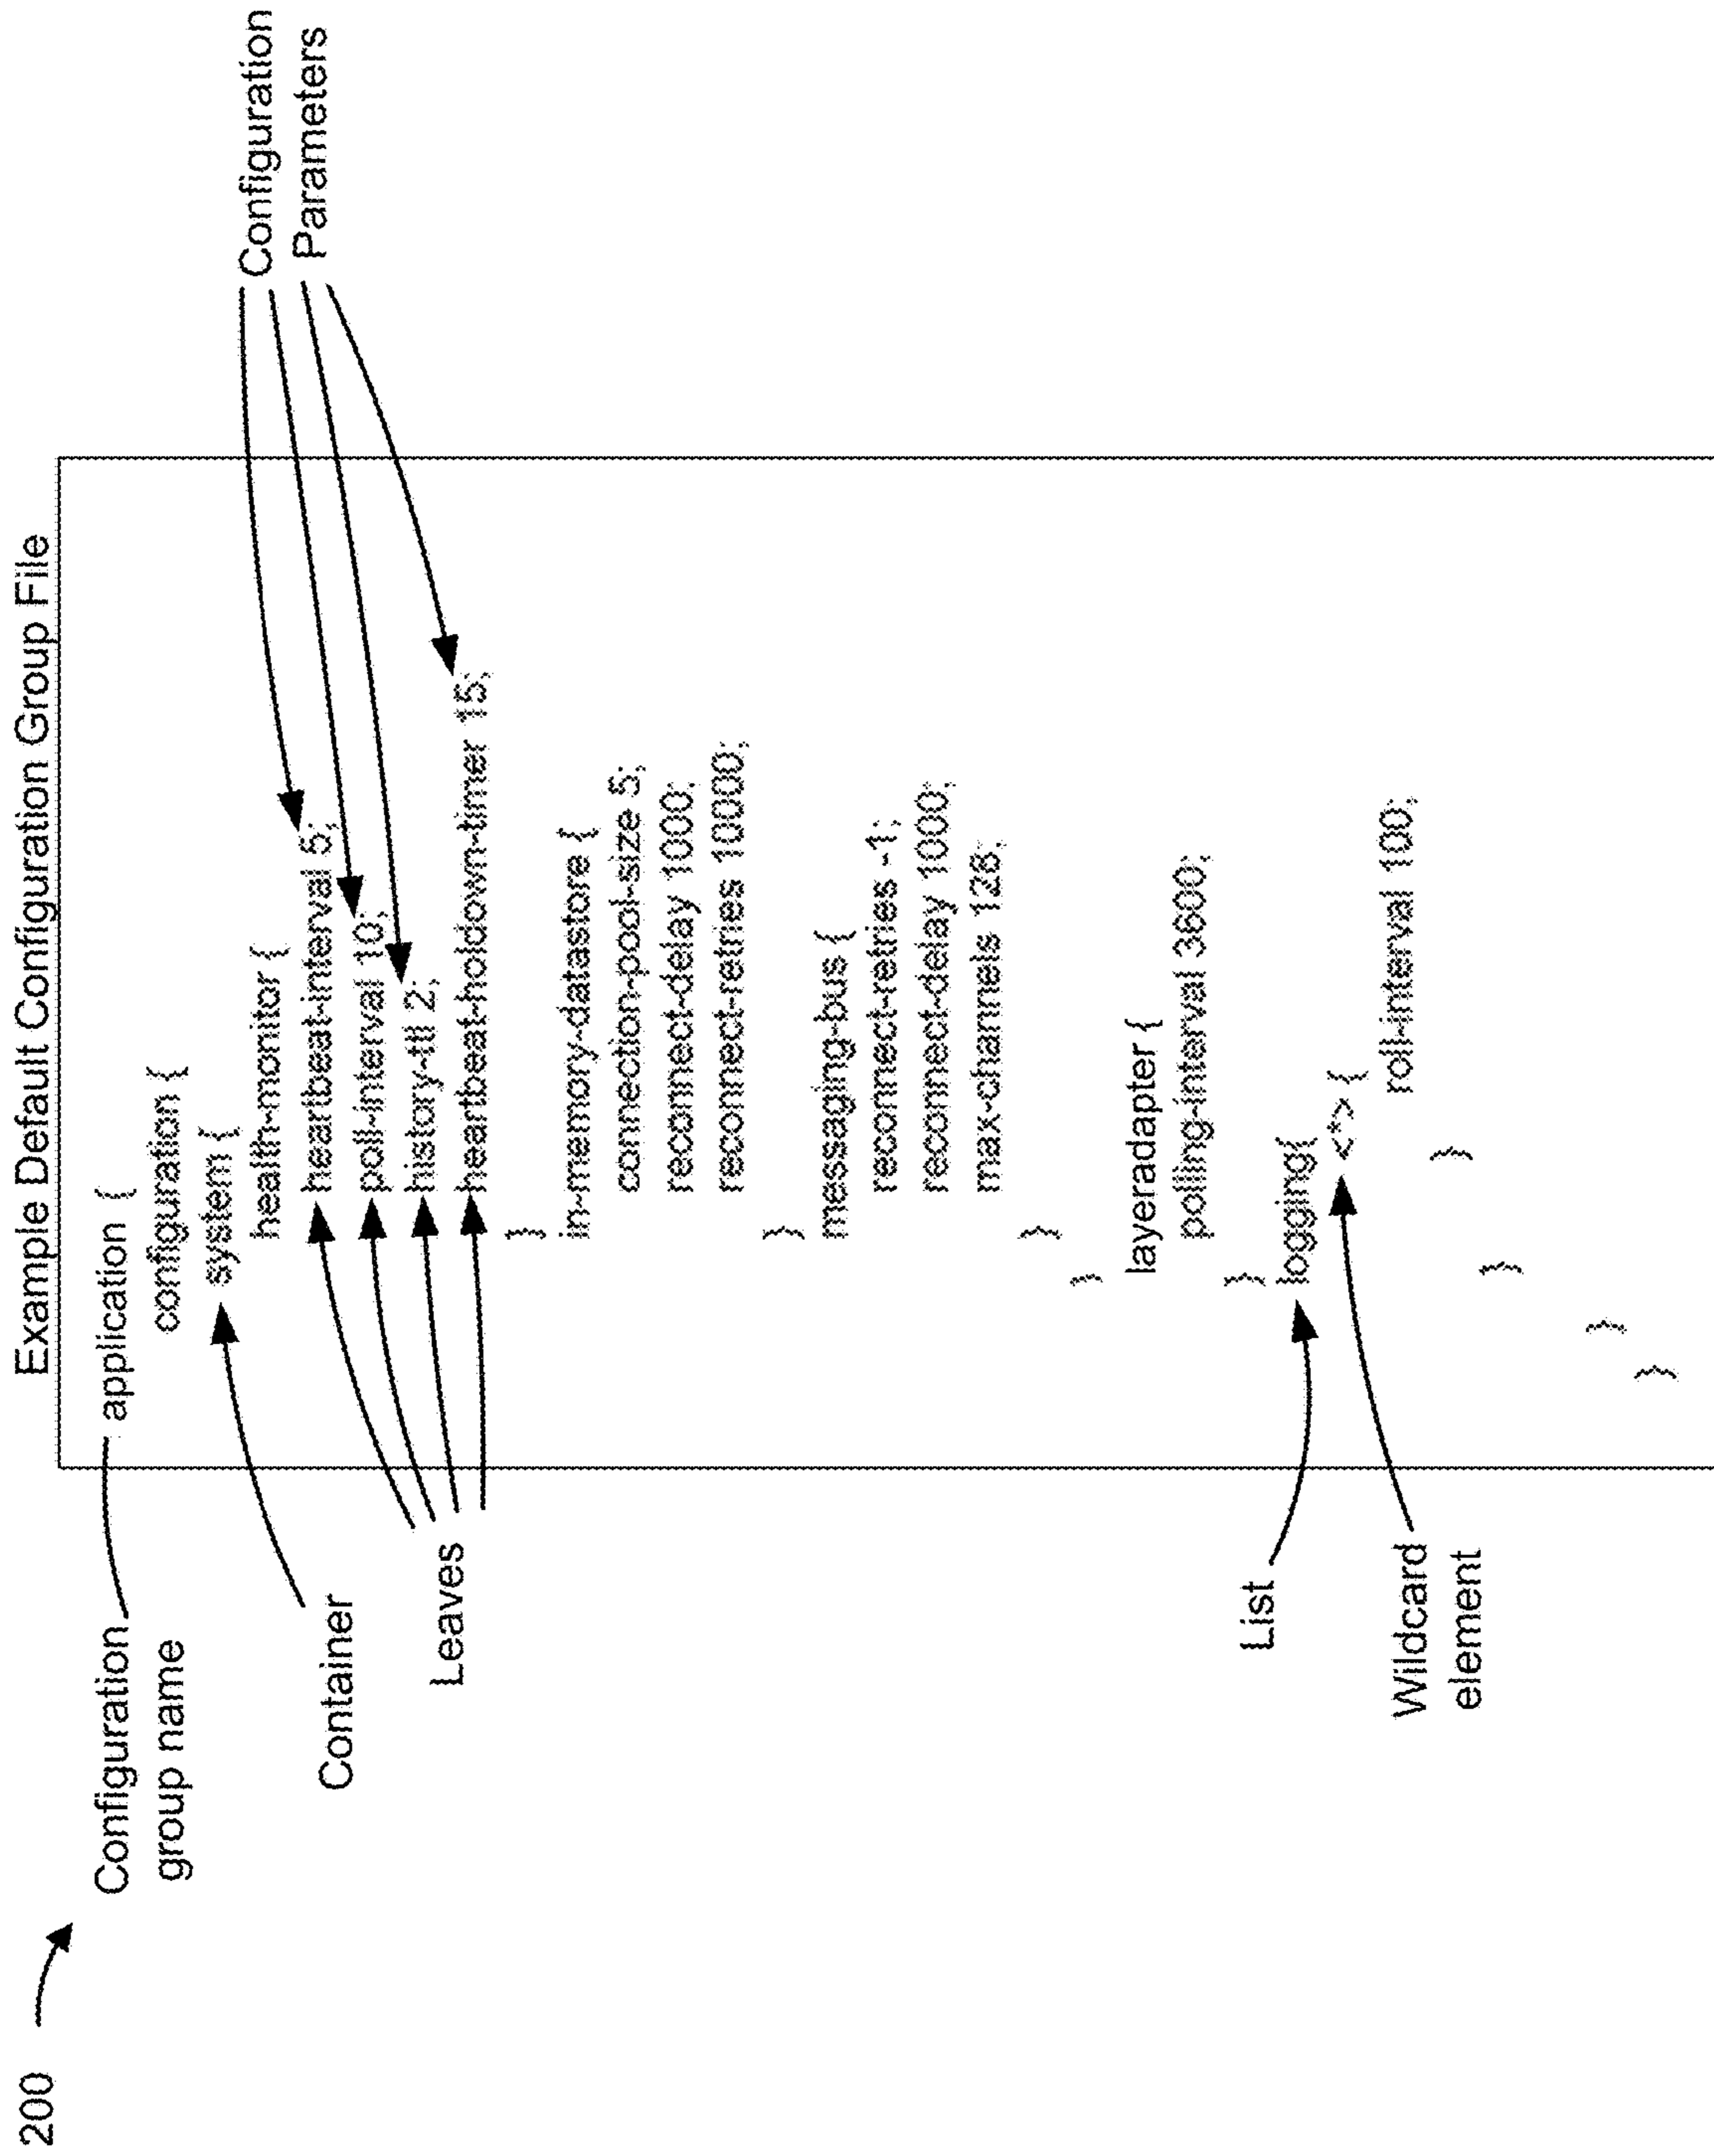 200
Example Default Configuration Group File
Configuration
group name
application {
configuration {
system {
health-monitor {
heartbeat-interval 5;
poll-interval 10;
history-ttl 2;
heartbeat-holdown-timer 15;
}
in-memory-datastore {
connection-pool-size 5;
reconnect-delay 1000;
reconnect-retries 10000;
}
messaging-bus {
reconnect-retries -1;
reconnect-delay 1000;
max-channels 128;
}
}
layeradapter {
polling-interval 3600;
}
logging{
<*> {
roll-interval 100;
}
}
}
}
Container
Leaves
List
Wildcard
element
Configuration
Parameters